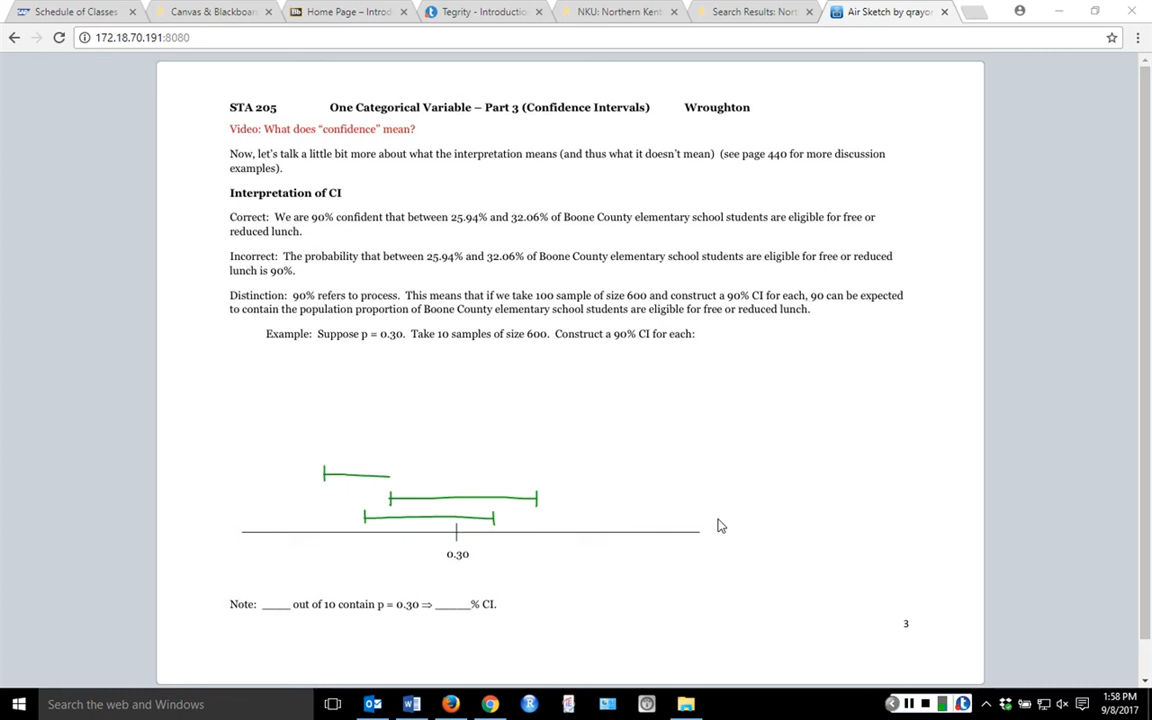 Schedule of Classes
Canvas & Blackboar
Home Page – Introd
Tegrity - Introductio
NKU: Northern Kent
Search Results: Nort
Air Sketch by qrayon
172.18.70.191:8080
STA 205 One Categorical Variable – Part 3 (Confidence Intervals) Wroughton
Video: What does “confidence” mean?
Now, let’s talk a little bit more about what the interpretation means (and thus what it doesn’t mean) (see page 440 for more discussion
examples).
Interpretation of CI
Correct: We are 90% confident that between 25.94% and 32.06% of Boone County elementary school students are eligible for free or
reduced lunch.
Incorrect: The probability that between 25.94% and 32.06% of Boone County elementary school students are eligible for free or reduced
lunch is 90%.
Distinction: 90% refers to process. This means that if we take 100 sample of size 600 and construct a 90% CI for each, 90 can be expected
to contain the population proportion of Boone County elementary school students are eligible for free or reduced lunch.
Example: Suppose p = 0.30. Take 10 samples of size 600. Construct a 90% CI for each:
0.30
Note: ____ out of 10 contain p = 0.30 ⇒ _____% CI.
3
Search the web and Windows
1:58 PM
9/8/2017